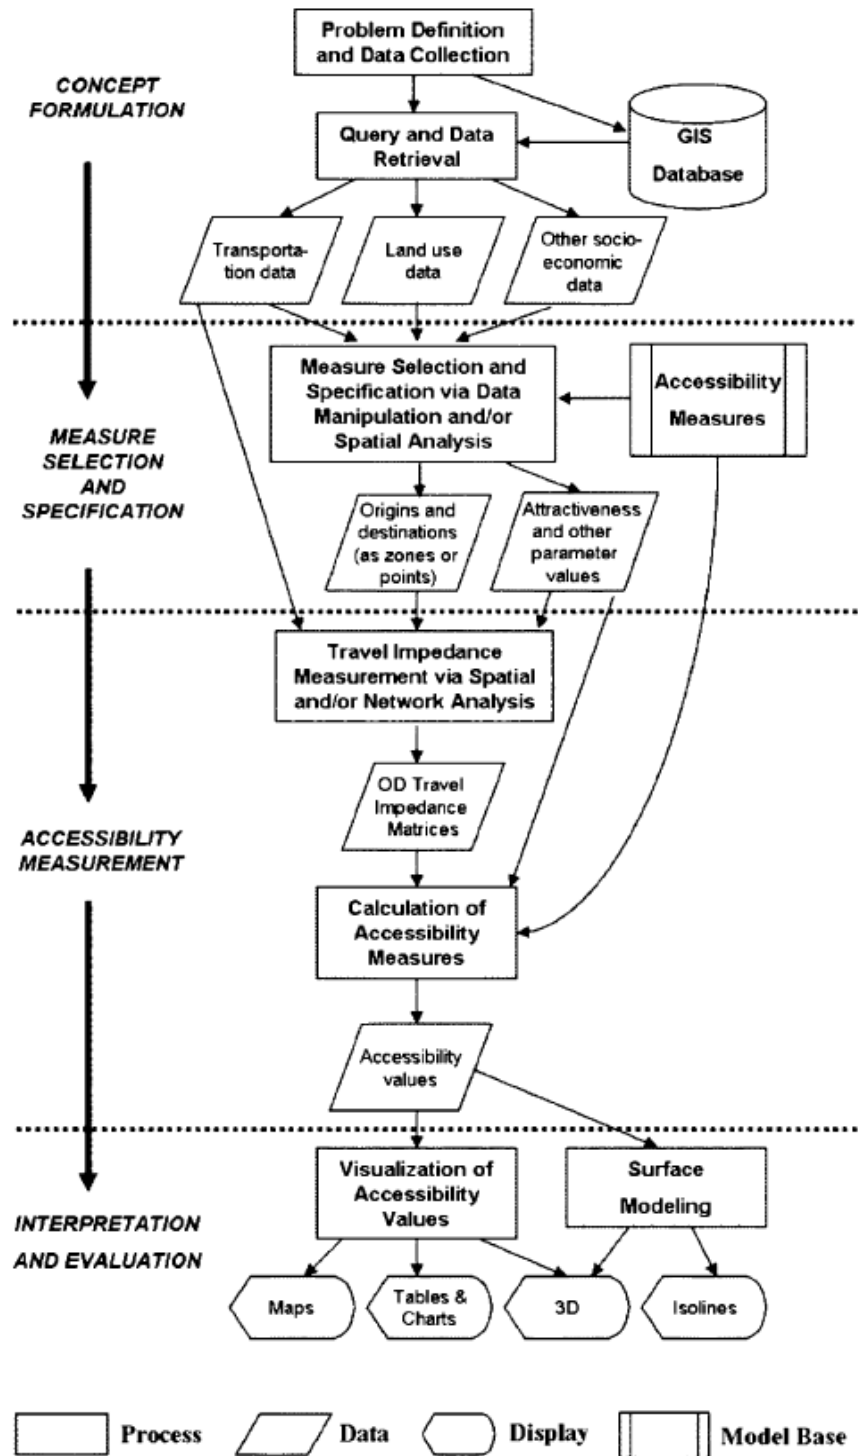 Problem Definition
and Data Collection
CONCEPT
FORMULATION
GIS
Database
Query and Data
Retrieval
Transporta-
tion data
Land use
data
Other socio-
economic
data
Measure Selection and
Specification via Data
Manipulation and/or
Spatial Analysis
Accessibility
Measures
MEASURE
SELECTION
AND
SPECIFICATION
Origins and
destinations
(as zones or
points)
Attractiveness
and other
parameter
values
Travel Impedance
Measurement via Spatial
and/or Network Analysis
OD Travel
Impedance
Matrices
ACCESSIBILITY
MEASUREMENT
Calculation of
Accessibility
Measures
Accessibility
values
Visualization of
Accessibility
Values
Surface
Modeling
INTERPRETATION
AND EVALUATION
Maps
Tables &
Charts
3D
Isolines
Process
Data
Display
Model Base